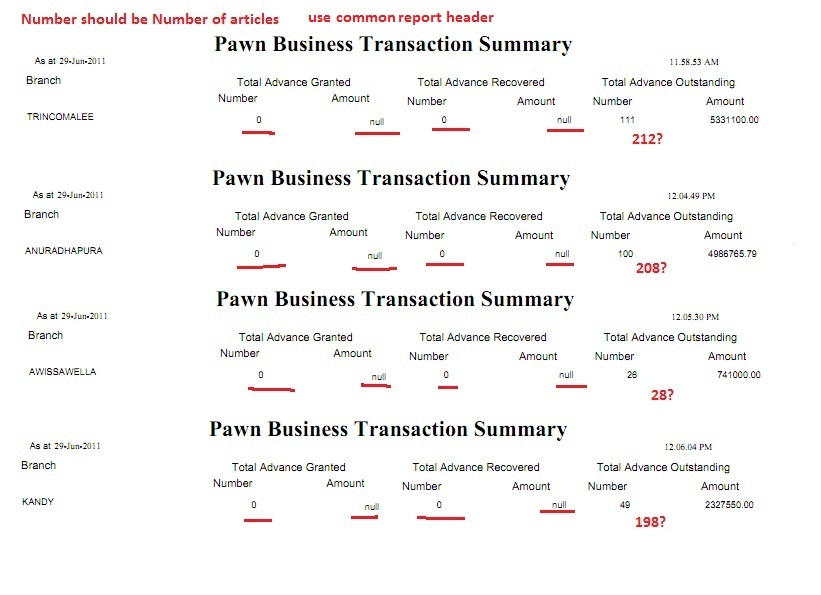 Number should be Number of articles use common report header
Pawn Business Transaction Summary
As at 29-Jun-2011 11.58.53 AM
Branch Total Advance Granted Total Advance Recovered Total Advance Outstanding
Number Amount Number Amount Number Amount
TRINCOMALEE 0 null 0 null 111 5331100.00
212?
Pawn Business Transaction Summary
As at 29-Jun-2011 12.04.49 PM
Branch Total Advance Granted Total Advance Recovered Total Advance Outstanding
Number Amount Number Amount Number Amount
ANURADHAPURA 0 null 0 null 100 4986765.79
208?
Pawn Business Transaction Summary
As at 29-Jun-2011 12.05.30 PM
Branch Total Advance Granted Total Advance Recovered Total Advance Outstanding
Number Amount Number Amount Number Amount
AWISSAWELLA 0 null 0 null 26 741000.00
28?
Pawn Business Transaction Summary
As at 29-Jun-2011 12.06.04 PM
Branch Total Advance Granted Total Advance Recovered Total Advance Outstanding
Number Amount Number Amount Number Amount
KANDY 0 null 0 null 49 2327550.00
198?